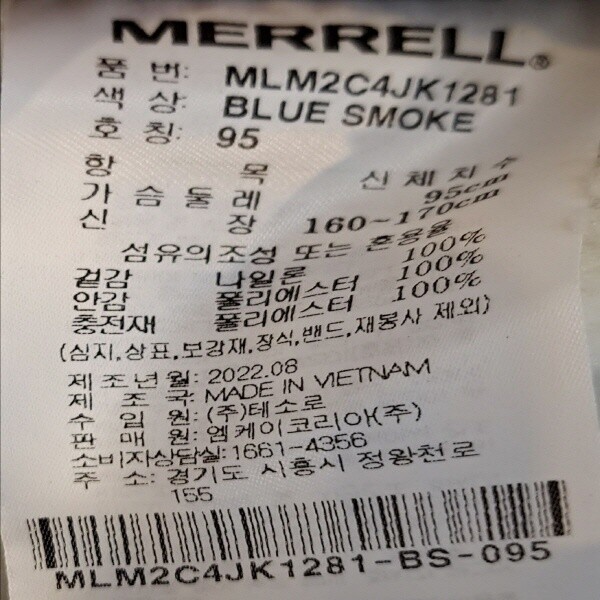 MERRELL®
품 번: MLM2C4JK1281
색 상: BLUE SMOKE
호 칭: 95
항 목 신 체 치 수
가 슴 둘 레 95cm
신 장 160~170cm
섬유의조성 또는 혼용율
겉감 나일론 100%
안감 폴리에스터 100%
충전재 폴리에스터 100%
(심지,상표,보강재,장식,밴드,재봉사 제외)
제 조 년 월: 2022.08
제 조 국: MADE IN VIETNAM
수 입 원: (주)테소로
판 매 원: 엠케이코리아(주)
소비자상담실: 1661-4356
주 소: 경기도 시흥시 정왕천로
155
MLM2C4JK1281-BS-095